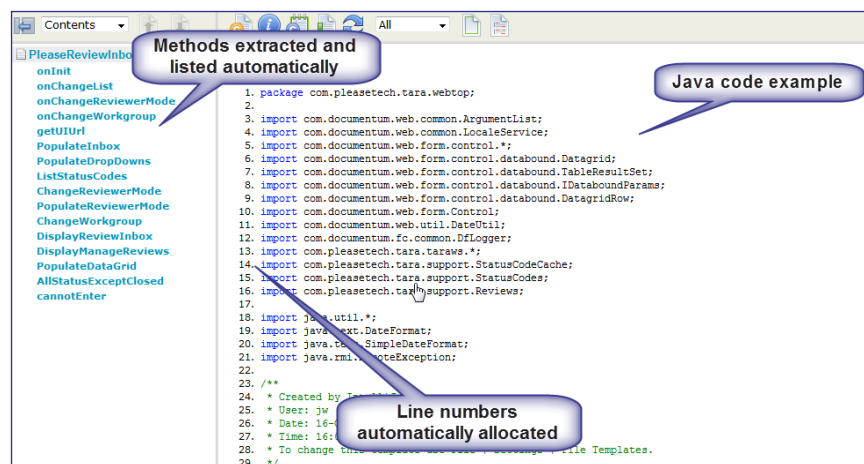 Contents
All
Methods extracted and
listed automatically
Java code example
PleaseReviewInbo
onInit
onChangeList
onChangeReviewerMode
onChangeWorkgroup
getUIUrl
PopulateInbox
PopulateDropDowns
ListStatusCodes
ChangeReviewerMode
PopulateReviewerMode
ChangeWorkgroup
DisplayReviewInbox
DisplayManageReviews
PopulateDataGrid
AllStatusExceptClosed
cannotEnter
1. package com.pleasetech.tara.webtop;
2.
3. import com.documentum.web.common.ArgumentList;
4. import com.documentum.web.common.LocaleService;
5. import com.documentum.web.form.control.*;
6. import com.documentum.web.form.control.databound.Datagrid;
7. import com.documentum.web.form.control.databound.TableResultSet;
8. import com.documentum.web.form.control.databound.IDataboundParams;
9. import com.documentum.web.form.control.databound.DatagridRow;
10. import com.documentum.web.form.Control;
11. import com.documentum.web.util.DateUtil;
12. import com.documentum.fc.common.DfLogger;
13. import com.pleasetech.tara.taraws.*;
14. import com.pleasetech.tara.support.StatusCodeCache;
15. import com.pleasetech.tara.support.StatusCodes;
16. import com.pleasetech.tara.support.Reviews;
17.
18. import java.util.*;
19. import java.text.DateFormat;
20. import java.text.SimpleDateFormat;
21. import java.rmi.RemoteException;
22.
23. /**
24. * Created by
25. * User: jw
26. * Date: 16-
27. * Time: 16:
28. * To change this template use File | Settings | File Templates.
29. */
Line numbers
automatically allocated